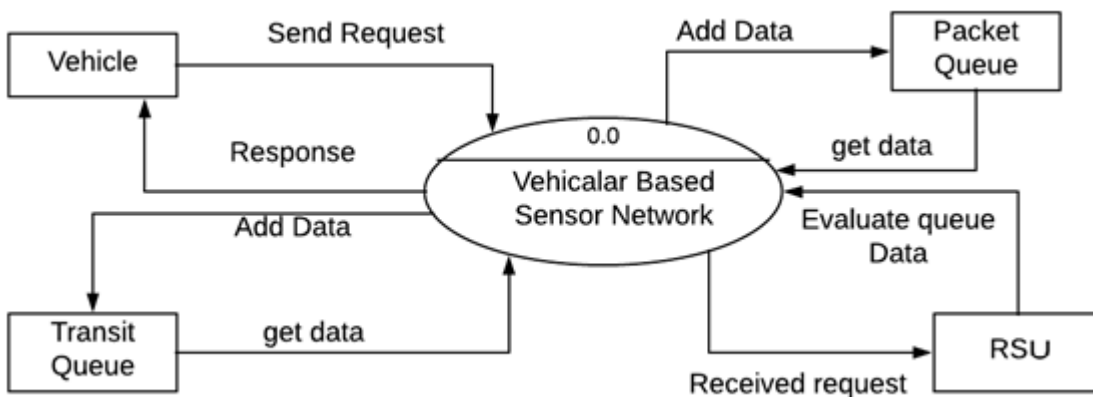 Send Request
Add Data
Packet
Queue
Vehicle
0.0
Response
get data
Vehicalar Based
Sensor Network
Add Data
Evaluate queue
Data
Transit
Queue
get data
RSU
Received request